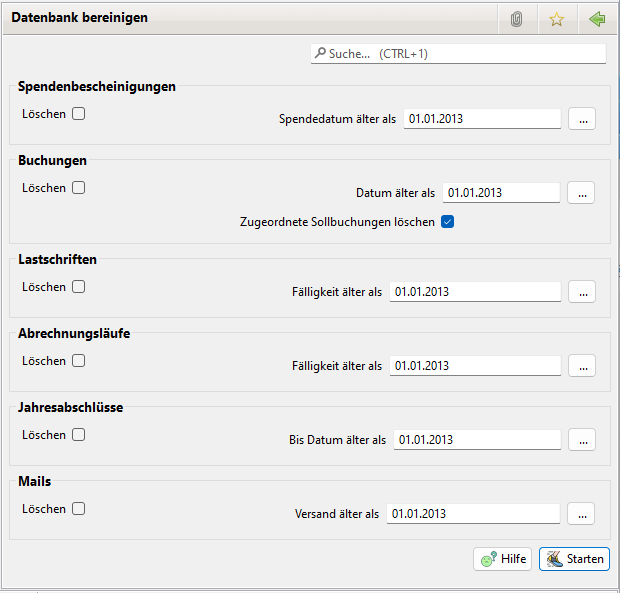 Datenbank bereinigen
Suche... (CTRL+1)
Spendenbescheinigungen
Löschen Spendedatum älter als 01.01.2013 ...
Buchungen
Löschen Datum älter als 01.01.2013 ...
Zugeordnete Sollbuchungen löschen
Lastschriften
Löschen Fälligkeit älter als 01.01.2013 ...
Abrechnungsläufe
Löschen Fälligkeit älter als 01.01.2013 ...
Jahresabschlüsse
Löschen Bis Datum älter als 01.01.2013 ...
Mails
Löschen Versand älter als 01.01.2013 ...
Hilfe Starten